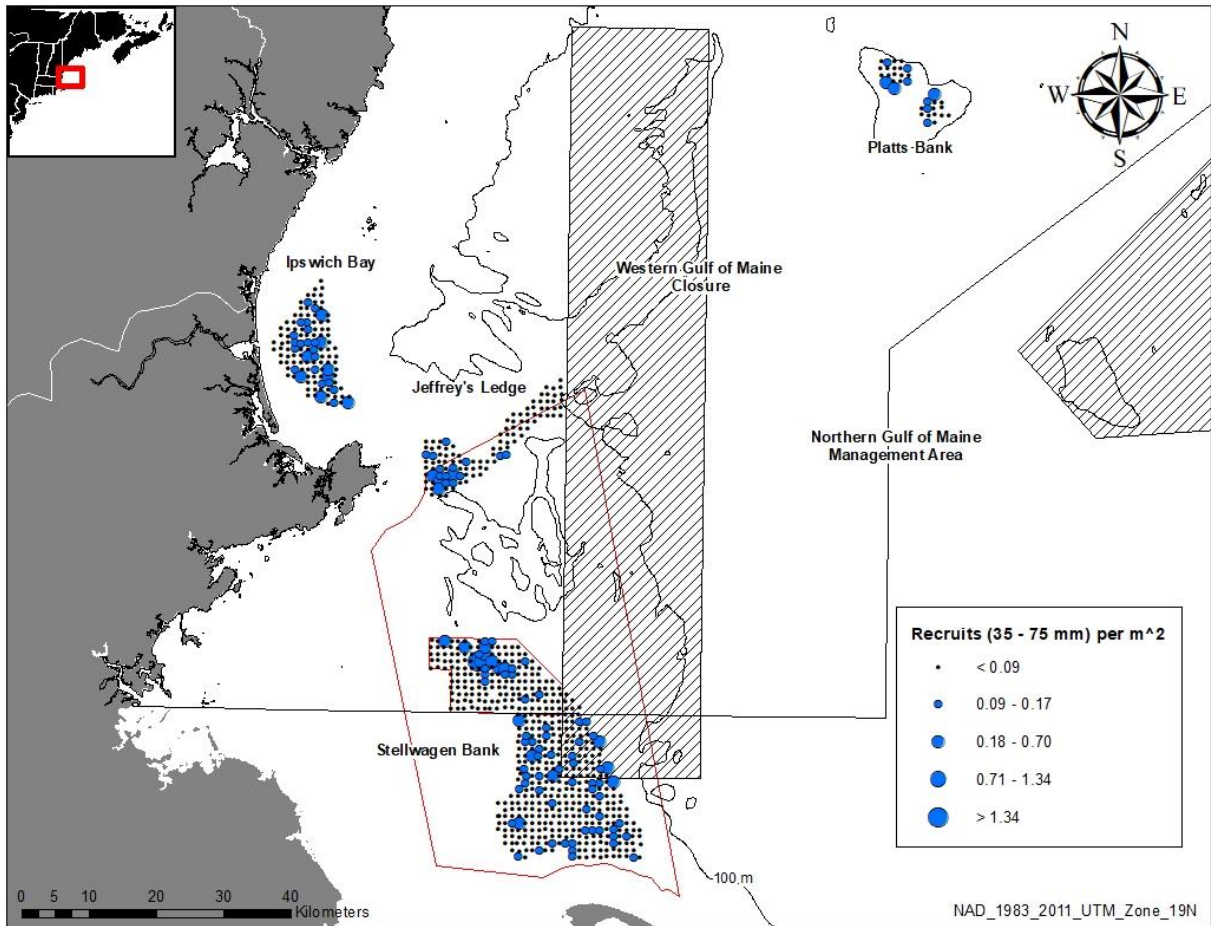 N
W E
S
Platts Bank
Ipswich Bay
Western Gulf of Maine
Closure
Jeffrey's Ledge
Northern Gulf of Maine
Management Area
Stellwagen Bank
Recruits (35 - 75 mm) per m^2
< 0.09
0.09 - 0.17
0.18 - 0.70
0.71 - 1.34
> 1.34
100 m
0 5 10 20 30 40
Kilometers
NAD_1983_2011_UTM_Zone_19N